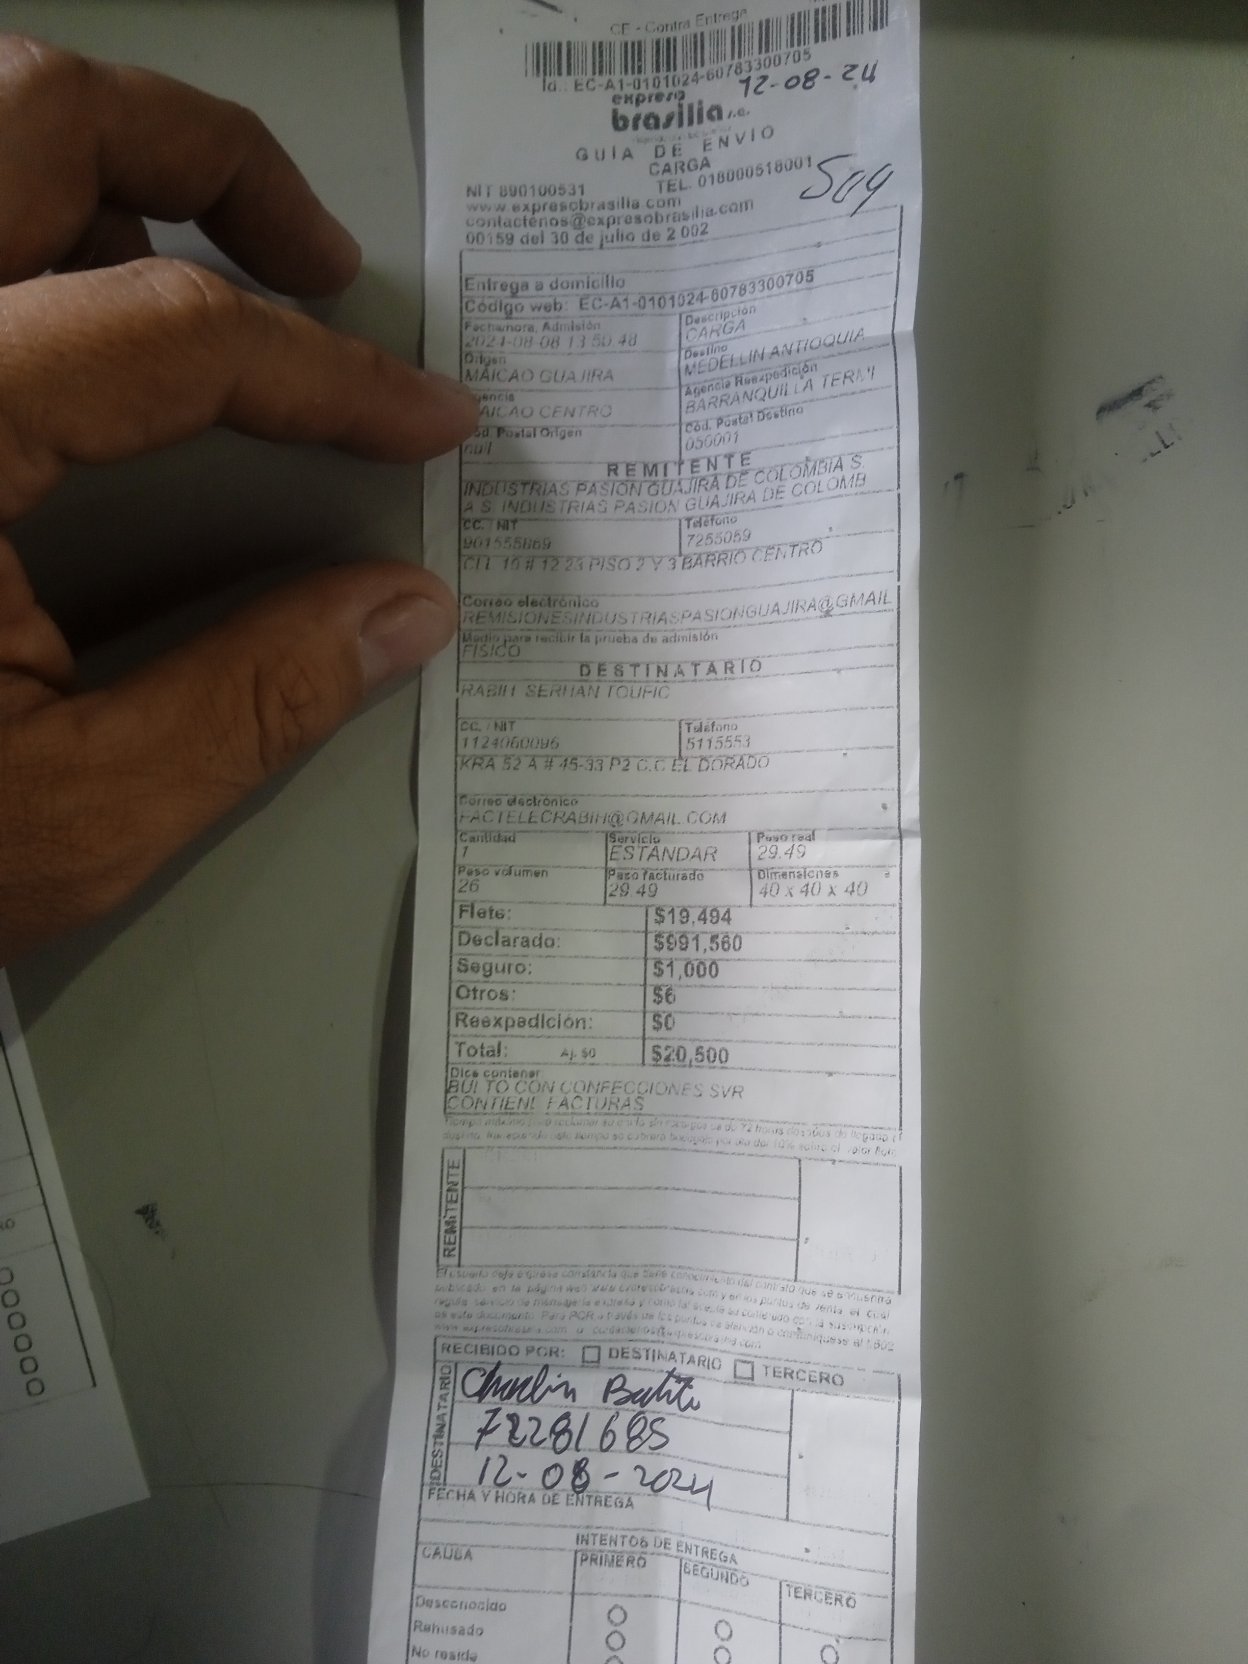 CE - Contra Entrega
Id.: EC-A1-0101024-60783300705
12-08-24
expreso
brasilia s.a.
GUIA DE ENVIO
CARGA
504
NIT 890100531 TEL. 018000518001
www.expresobrasilia.com
contactenos@expresobrasilia.com
00159 del 30 de julio de 2 002
Entrega a domicilio
Código web: EC-A1-0101024-60783300705
Fecha/hora. Admisión Descripción
2024-08-08 13:50:48 CARGA
Origen Destino
MAICAO GUAJIRA MEDELLIN ANTIOQUIA
Agencia Reexpedición
AICAO CENTRO BARRANQUILLA TERMI
od. Postal Origen Cód. Postal Destino
null 050001
REMITENTE
INDUSTRIAS PASION GUAJIRA DE COLOMBIA S.
A.S. INDUSTRIAS PASION GUAJIRA DE COLOMB
CC. / NIT Teléfono
901555869 7255059
CLL 16 # 12 23 PISO 2 Y 3 BARRIO CENTRO
Correo electrónico
REMISIONESINDUSTRIASPASIONGUAJIRA@GMAIL
Medio para recibir la prueba de admisión
FISICO
DESTINATARIO
RABIH SERHAN TOUFIC
CC. / NIT Teléfono
1124060096 5115553
KRA 52 A # 45-33 P2 C.C EL DORADO
Correo electrónico
FACTELECRABIH@GMAIL.COM
Cantidad Servicio Peso real
1 ESTANDAR 29.49
Peso volumen Peso facturado Dimensiones
26 29.49 40 x 40 x 40
Flete: $19,494
Declarado: $991,560
Seguro: $1,000
Otros: $6
Reexpedición: $0
Total: Aj. $0 $20,500
Dice contener
BULTO CON CONFECCIONES SVR
CONTIENE FACTURAS
REMITENTE
RECIBIDO POR: DESTINATARIO TERCERO
DESTINATARIO
72281685
12-08-2024
FECHA Y HORA DE ENTREGA
INTENTOS DE ENTREGA
CAUSA PRIMERO SEGUNDO TERCERO
Desconocido
Rehusado
No reside